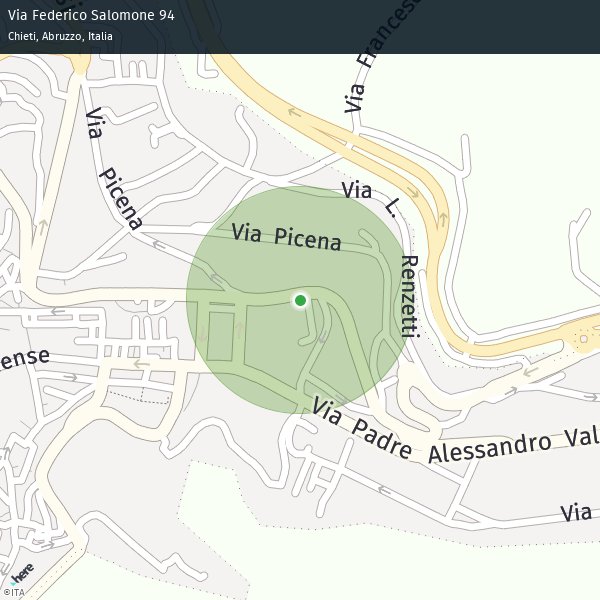 Via Federico Salomone 94
Chieti, Abruzzo, Italia
Via Francesc
Via Picena
Via L. Renzetti
Via Picena
ense
Via Padre Alessandro Val
Via
here
©ITA